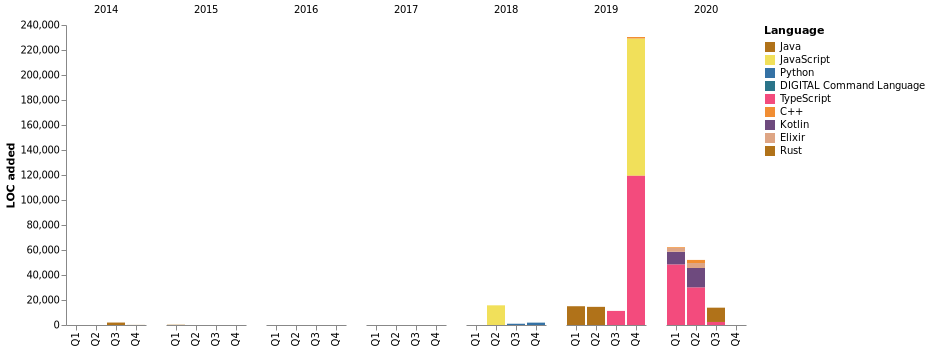 2014 2015 2016 2017 2018 2019 2020
LOC added
240,000
220,000
200,000
180,000
160,000
140,000
120,000
100,000
80,000
60,000
40,000
20,000
0
Q1 Q2 Q3 Q4 Q1 Q2 Q3 Q4 Q1 Q2 Q3 Q4 Q1 Q2 Q3 Q4 Q1 Q2 Q3 Q4 Q1 Q2 Q3 Q4 Q1 Q2 Q3 Q4
Language
Java
JavaScript
Python
DIGITAL Command Language
TypeScript
C++
Kotlin
Elixir
Rust